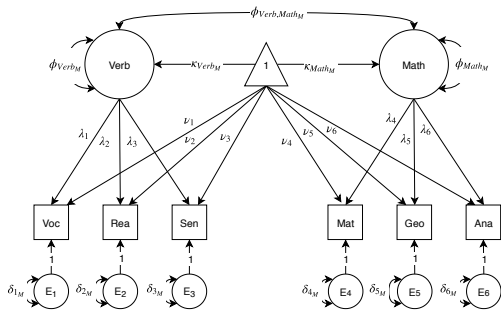 ϕVerb,MathM
ϕVerbM Verb κVerbM 1 κMathM Math ϕMathM
λ1 λ2 λ3 ν1 ν2 ν3 ν4 ν5 ν6 λ4 λ5 λ6
Voc Rea Sen Mat Geo Ana
1 1 1 1 1 1
δ1M E1 δ2M E2 δ3M E3 δ4M E4 δ5M E5 δ6M E6